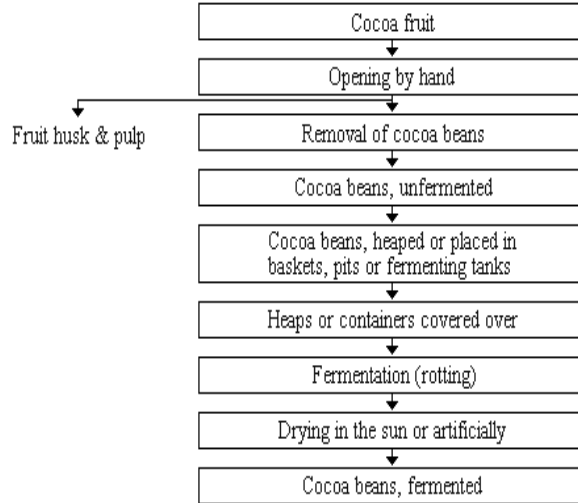 Cocoa fruit
Opening by hand
Fruit husk & pulp
Removal of cocoa beans
Cocoa beans, unfermented
Cocoa beans, heaped or placed in
baskets, pits or fermenting tanks
Heaps or containers covered over
Fermentation (rotting)
Drying in the sun or artificially
Cocoa beans, fermented